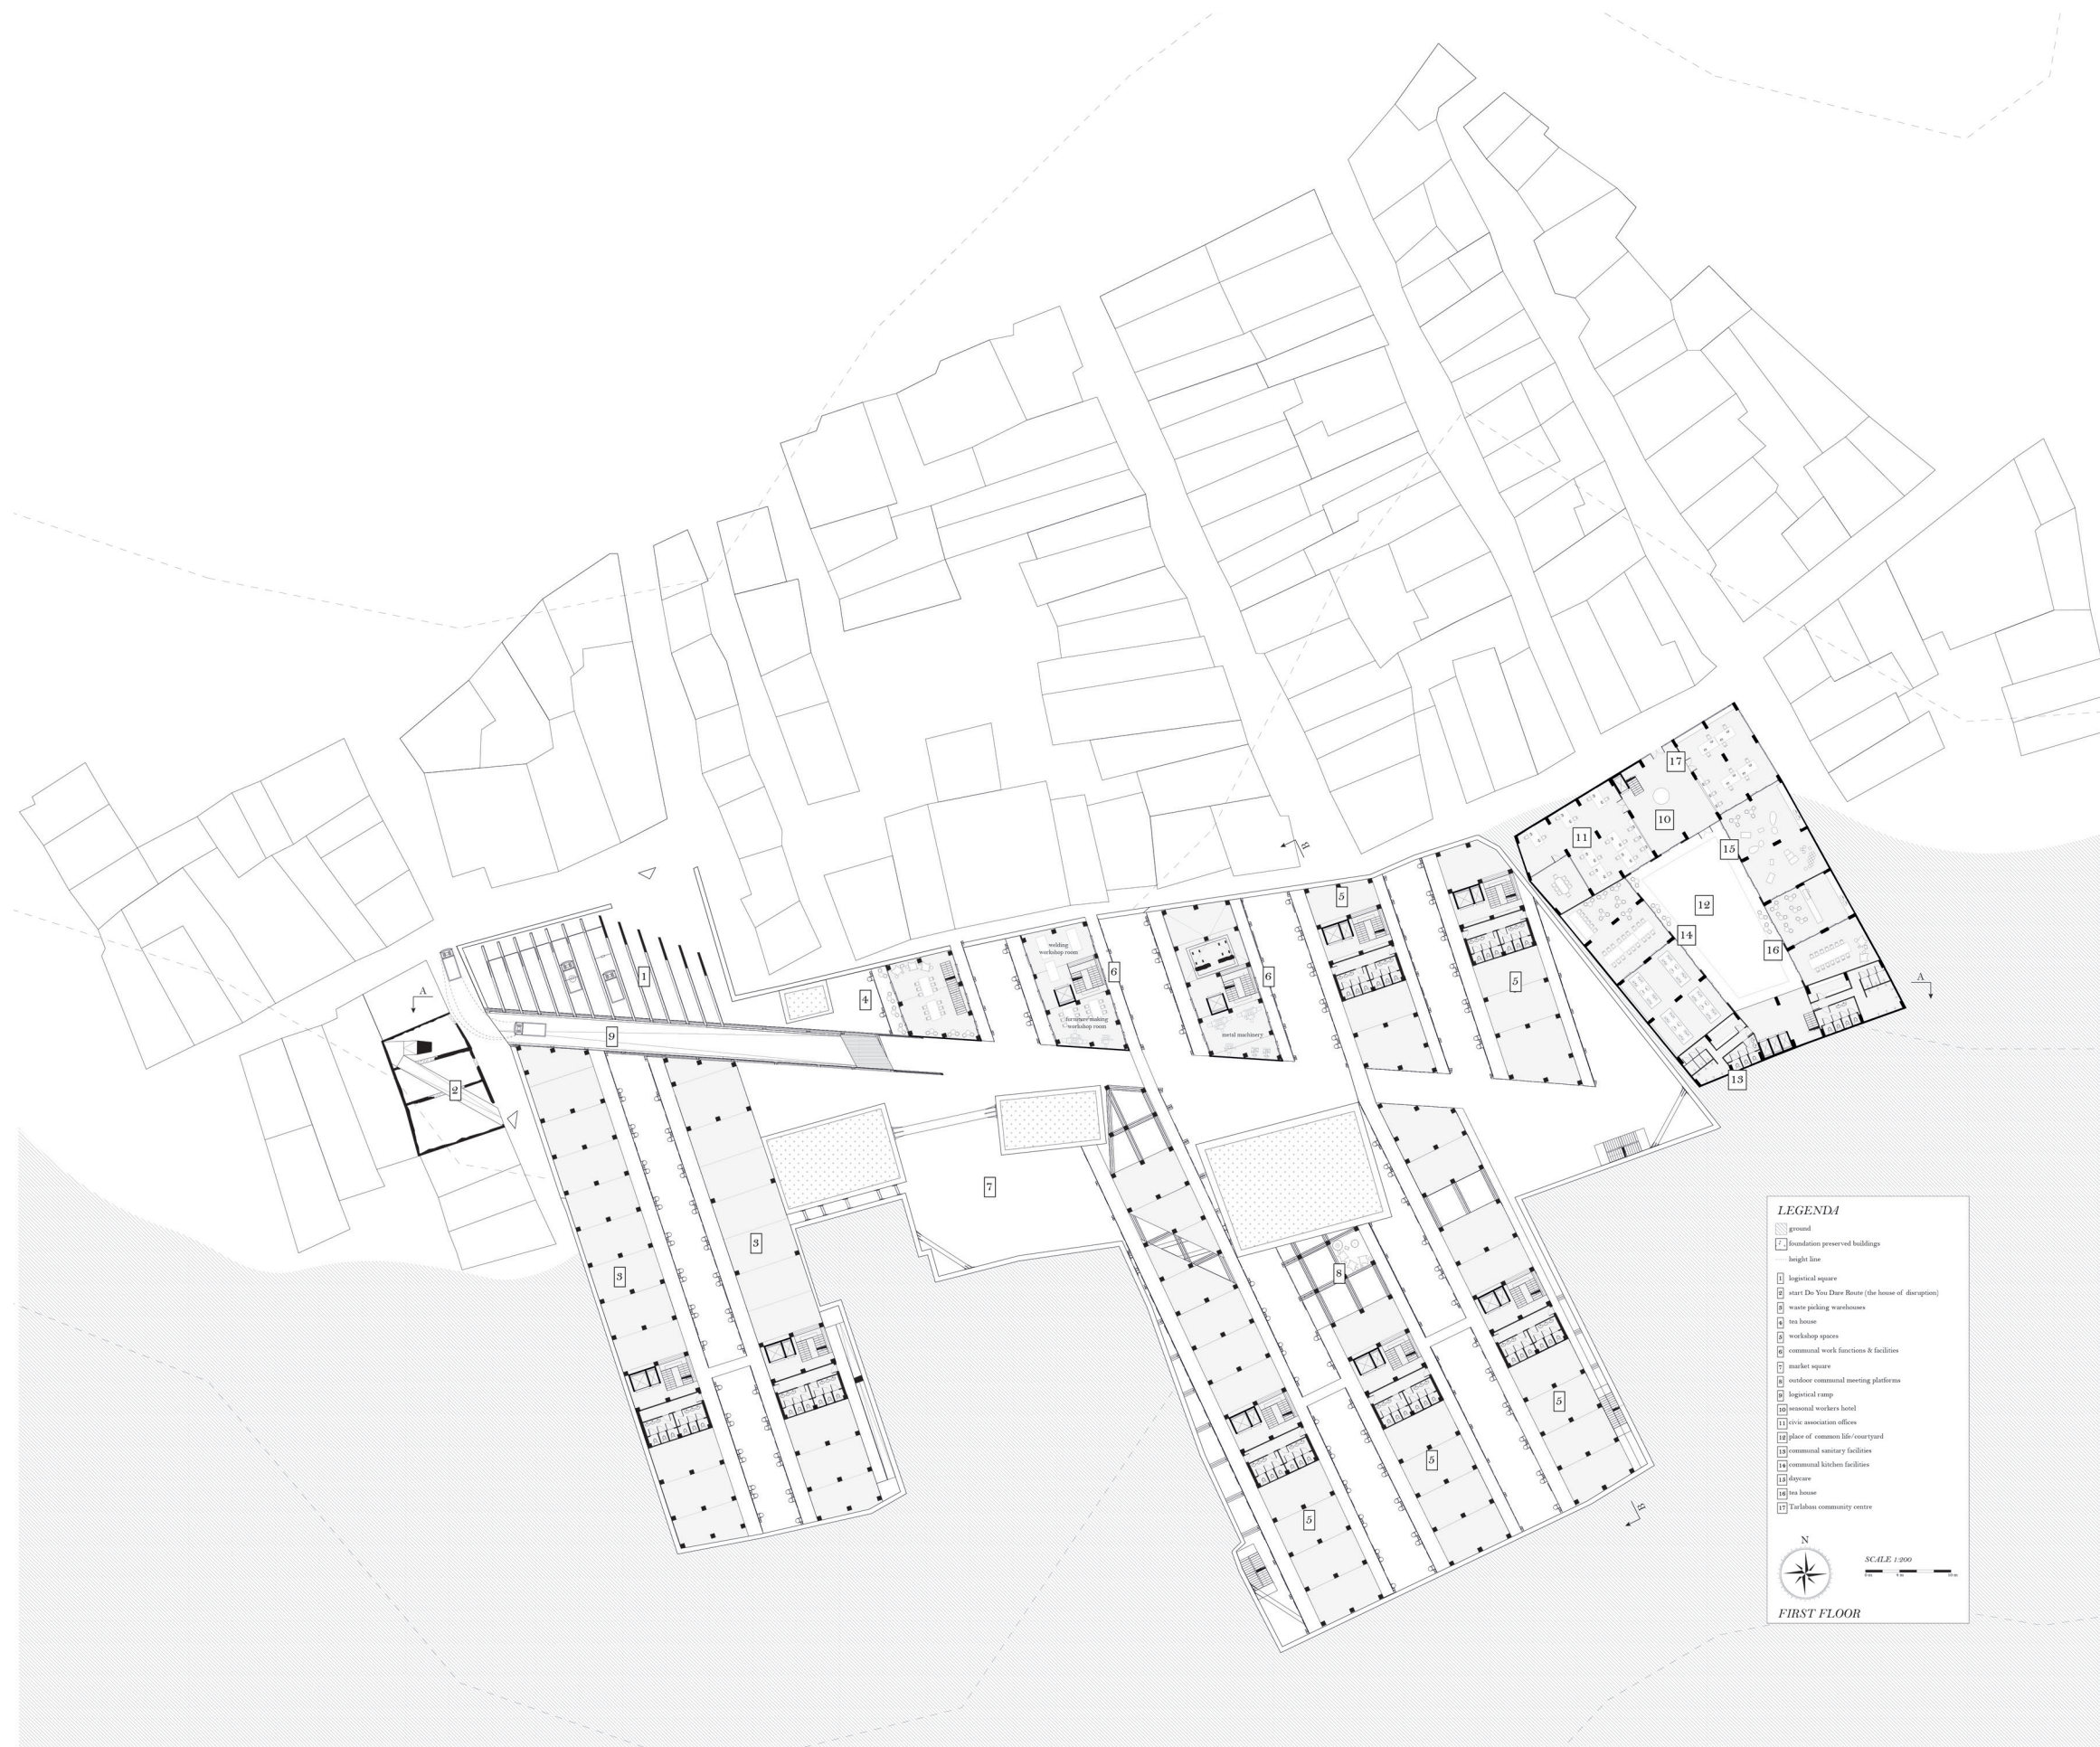 17
10
11
15
B
5
12
welding
workshop room
14
16
6
6
1
A
A
5
4
furniture making
workshop room
metal machinery
9
13
2
7
3
8
3
5
5
5
B
LEGENDA
ground
foundation preserved buildings
height line
1 logistical square
2 start Do You Dare Route (the house of disruption)
3 waste picking warehouses
4 tea house
5 workshop spaces
6 communal work functions & facilities
7 market square
8 outdoor communal meeting platforms
9 logistical ramp
10 seasonal workers hotel
11 civic association offices
12 place of common life/courtyard
13 communal sanitary facilities
14 communal kitchen facilities
15 daycare
16 tea house
17 Tarlabası community centre
N
SCALE 1:200
FIRST FLOOR